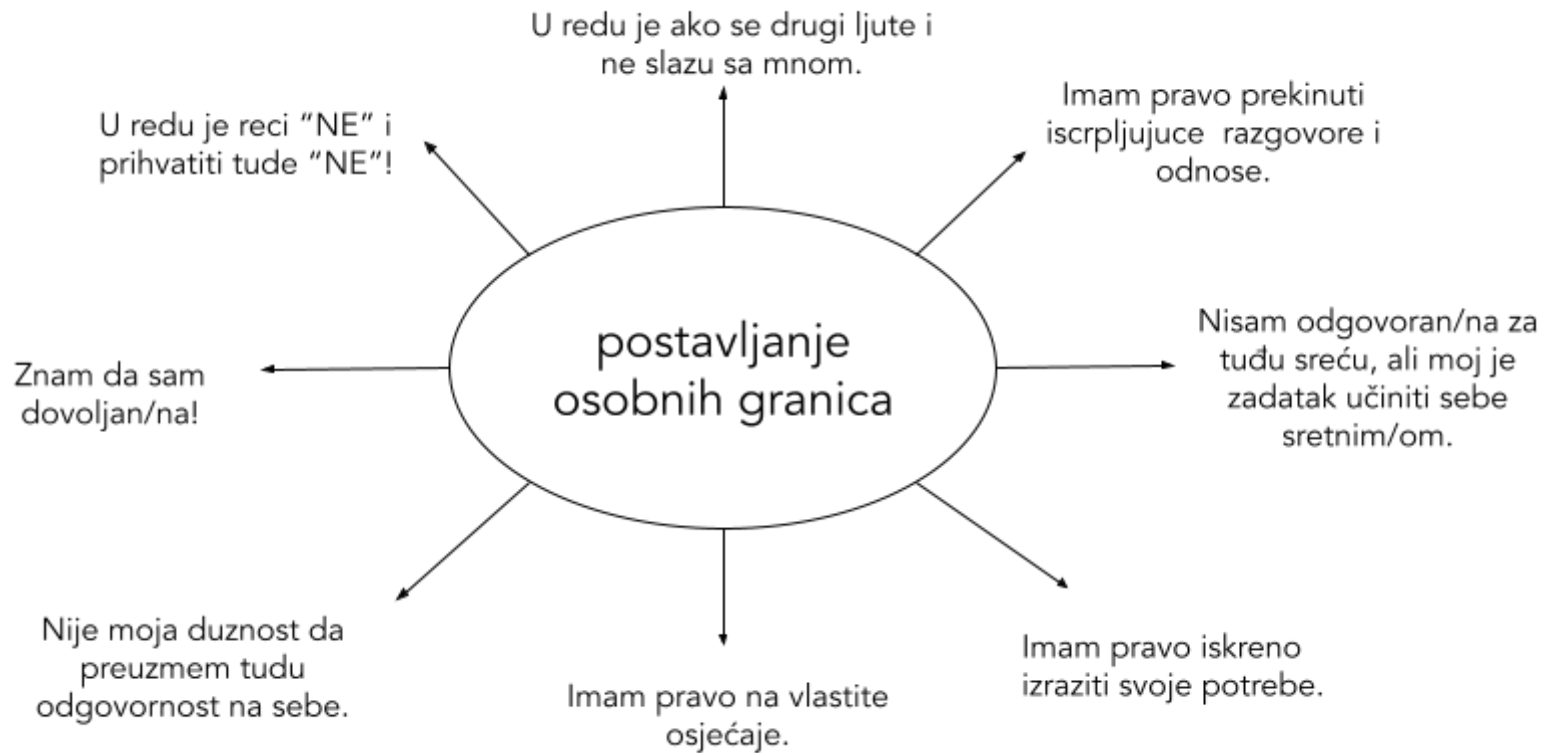 U redu je ako se drugi ljute i
ne slazu sa mnom.
U redu je reci “NE” i
prihvatiti tude “NE”!
Imam pravo prekinuti
iscrpljujuce razgovore i
odnose.
postavljanje
osobnih granica
Znam da sam
dovoljan/na!
Nisam odgovoran/na za
tuđu sreću, ali moj je
zadatak učiniti sebe
sretnim/om.
Nije moja duznost da
preuzmem tudu
odgovornost na sebe.
Imam pravo na vlastite
osjećaje.
Imam pravo iskreno
izraziti svoje potrebe.